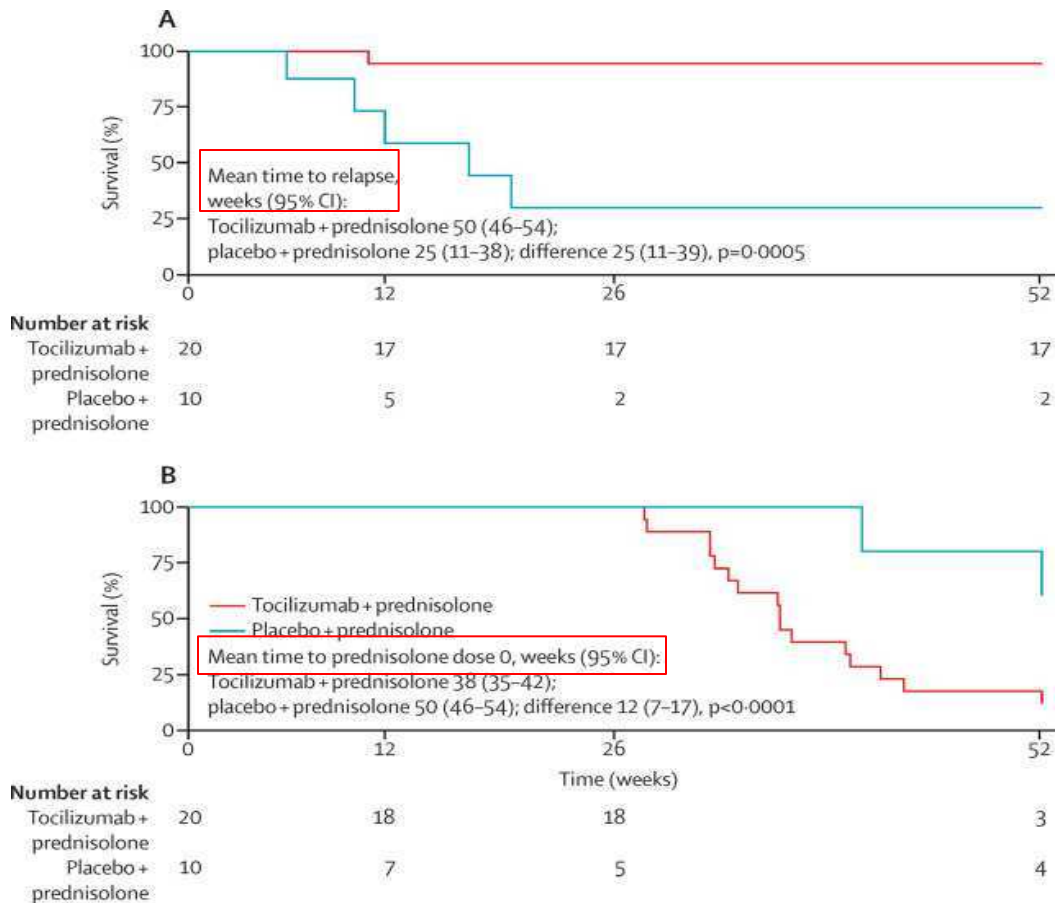 A
100
75
50
25
0
Survival (%)
Mean time to relapse,
weeks (95% CI):
Tocilizumab + prednisolone 50 (46–54);
placebo + prednisolone 25 (11–38); difference 25 (11–39), p=0·0005
0 12 26 52
Number at risk
Tocilizumab + 20 17 17 17
prednisolone
Placebo + 10 5 2 2
prednisolone
B
100
75
50
25
0
Survival (%)
Tocilizumab + prednisolone
Placebo + prednisolone
Mean time to prednisolone dose 0, weeks (95% CI):
Tocilizumab + prednisolone 38 (35–42);
placebo + prednisolone 50 (46–54); difference 12 (7–17), p<0·0001
0 12 26 52
Time (weeks)
Number at risk
Tocilizumab + 20 18 18 3
prednisolone
Placebo + 10 7 5 4
prednisolone